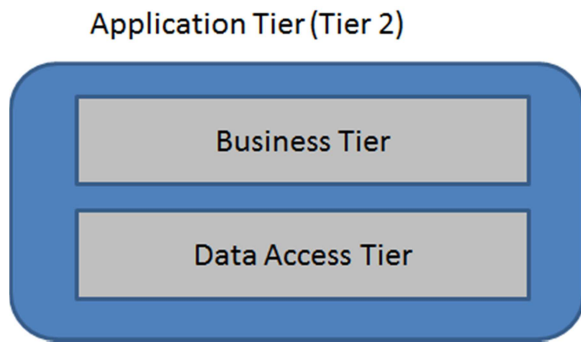 Application Tier (Tier 2)
Business Tier
Data Access Tier